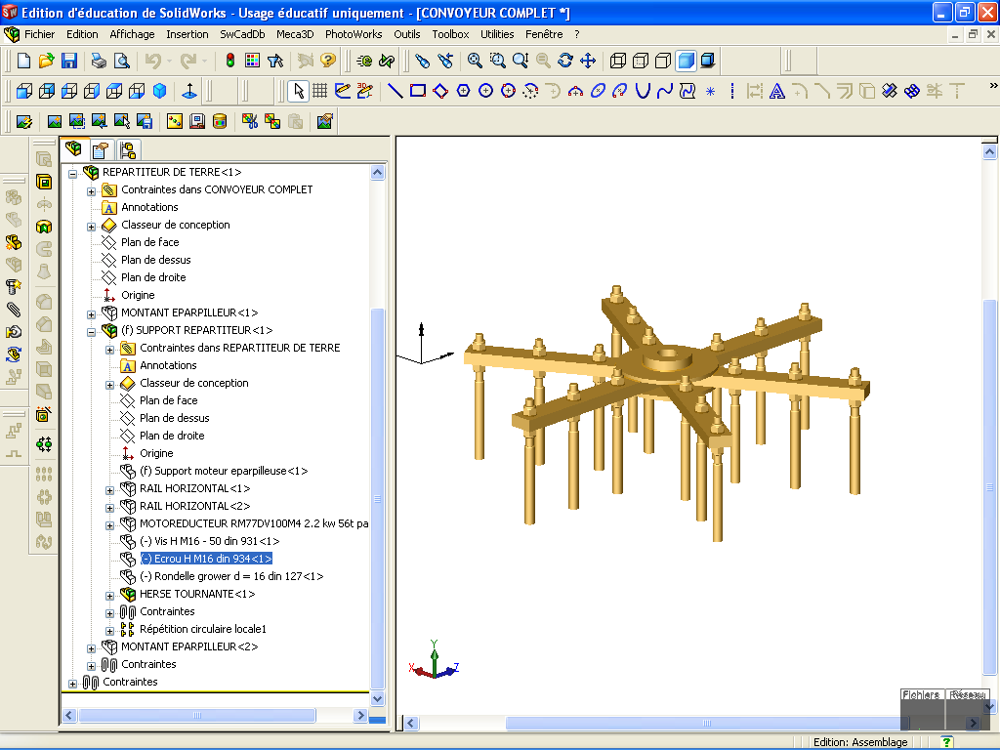 Edition d'éducation de SolidWorks - Usage éducatif uniquement - [CONVOYEUR COMPLET *]
Fichier Edition Affichage Insertion SwCadDb Meca3D PhotoWorks Outils Toolbox Utilities Fenêtre ?
REPARTITEUR DE TERRE<1>
Contraintes dans CONVOYEUR COMPLET
Annotations
Classeur de conception
Plan de face
Plan de dessus
Plan de droite
Origine
MONTANT EPARPILLEUR<1>
(f) SUPPORT REPARTITEUR<1>
Contraintes dans REPARTITEUR DE TERRE
Annotations
Classeur de conception
Plan de face
Plan de dessus
Plan de droite
Origine
(f) Support moteur eparpilleuse<1>
RAIL HORIZONTAL<1>
RAIL HORIZONTAL<2>
MOTOREDUCTEUR RM77DV100M4 2.2 kw 56t pa
(-) Vis H M16 - 50 din 931<1>
(-) Ecrou H M16 din 934<1>
(-) Rondelle grower d = 16 din 127<1>
HERSE TOURNANTE<1>
Contraintes
Répétition circulaire locale1
MONTANT EPARPILLEUR<2>
Contraintes
Contraintes
Y
X
Z
Fichiers Réseau
Edition: Assemblage